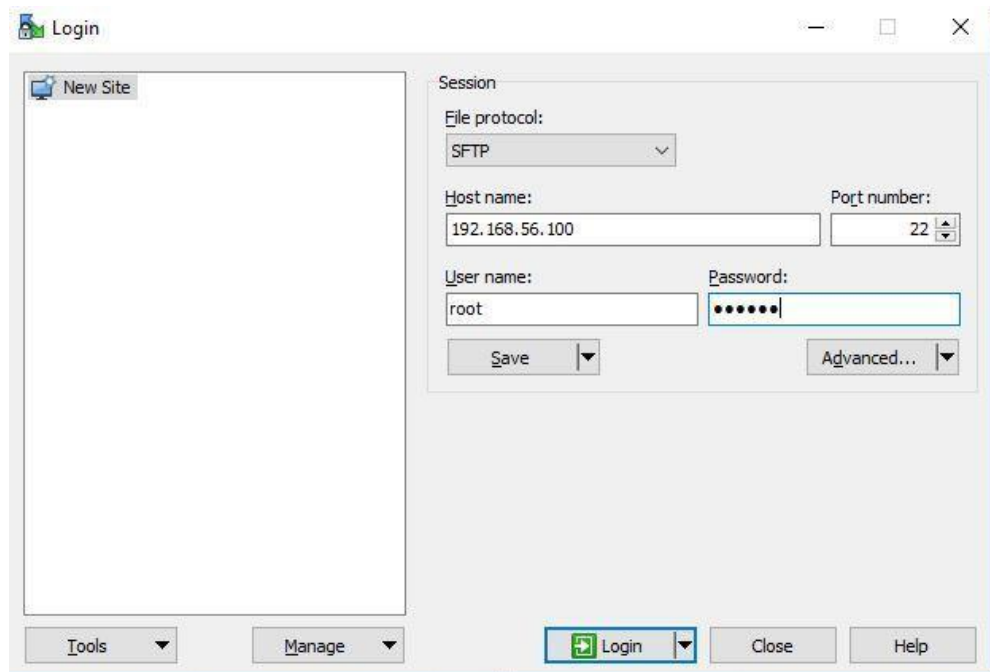 Login
New Site
Session
File protocol:
SFTP
Host name:
Port number:
192.168.56.100
22
User name:
Password:
root
••••••
Save
Advanced...
Tools
Manage
Login
Close
Help